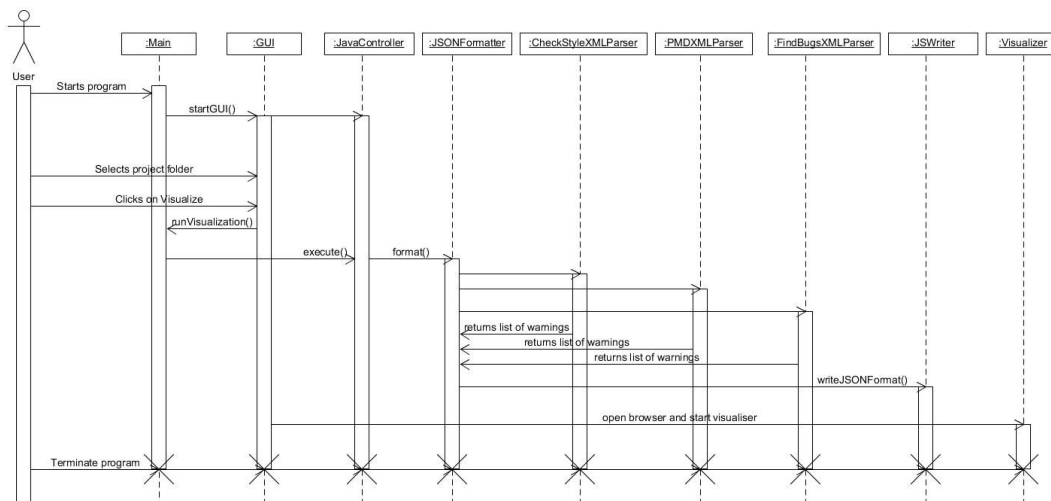 :Main
:GUI
:JavaController
:JSONFormatter
:CheckStyleXMLParser
:PMDXMLParser
:FindBugsXMLParser
:JSWriter
:Visualizer
User
Starts program
startGUI()
Selects project folder
Clicks on Visualize
runVisualization()
execute()
format()
returns list of warnings
returns list of warnings
returns list of warnings
writeJSONFormat()
open browser and start visualiser
Terminate program